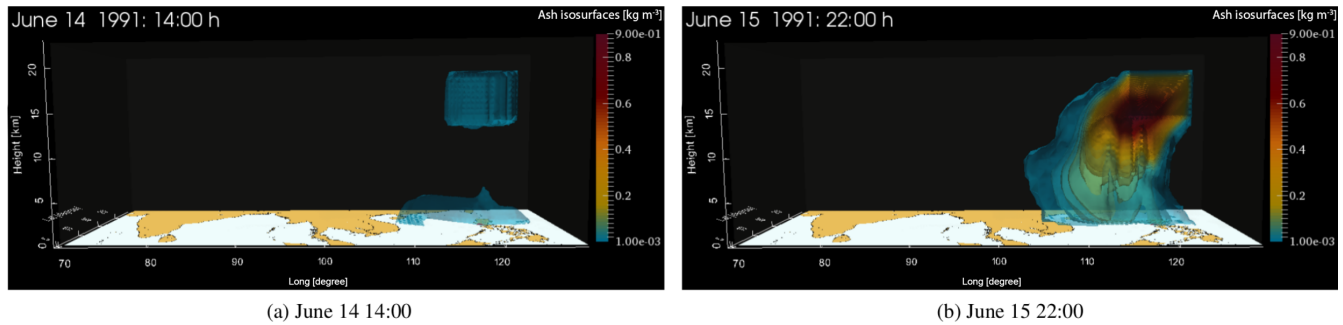 June 14 1991: 14:00 h
Ash isosurfaces [kg m⁻³]
9.00e-01
0.8
0.6
0.4
0.2
1.00e-03
Height [km]
20
15
10
5
0
70
80
90
100
110
120
Long [degree]
(a) June 14 14:00
June 15 1991: 22:00 h
Ash isosurfaces [kg m⁻³]
9.00e-01
0.8
0.6
0.4
0.2
1.00e-03
Height [km]
20
15
10
5
0
70
80
90
100
110
120
Long [degree]
(b) June 15 22:00